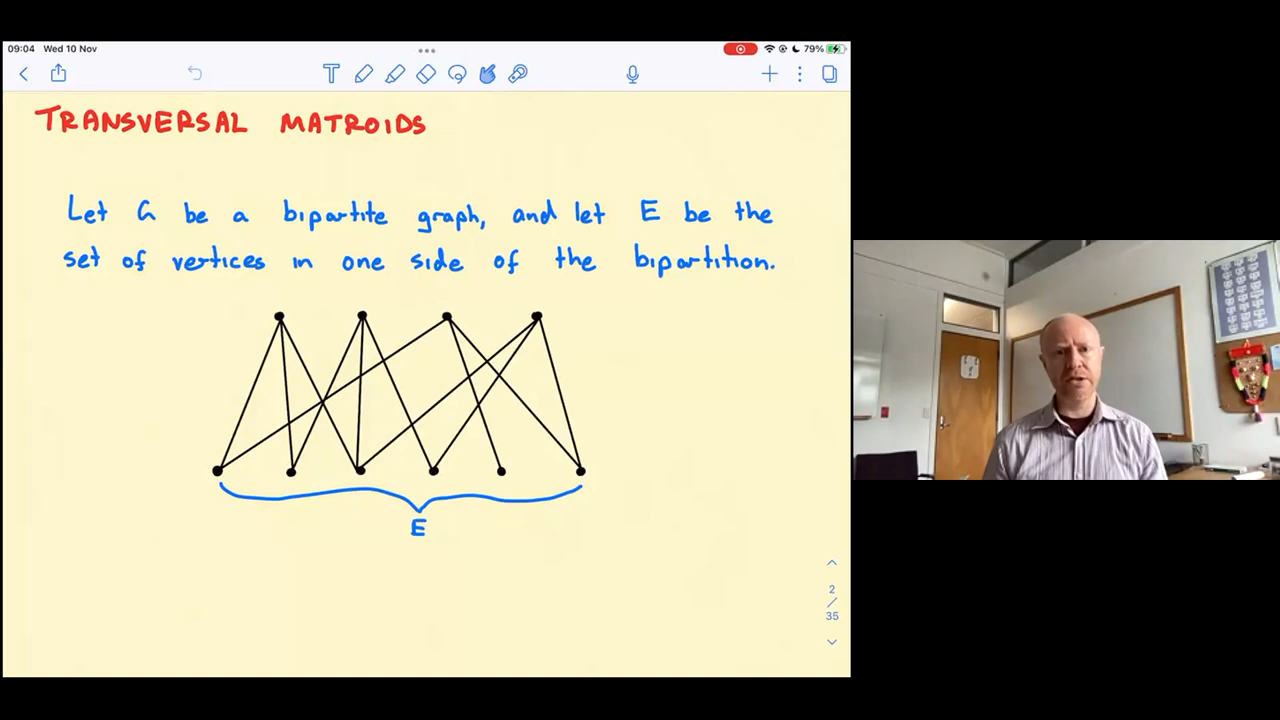 09:04 Wed 10 Nov
79%
TRANSVERSAL MATROIDS
Let G be a bipartite graph, and let E be the
set of vertices in one side of the bipartition.
E
2
/
35